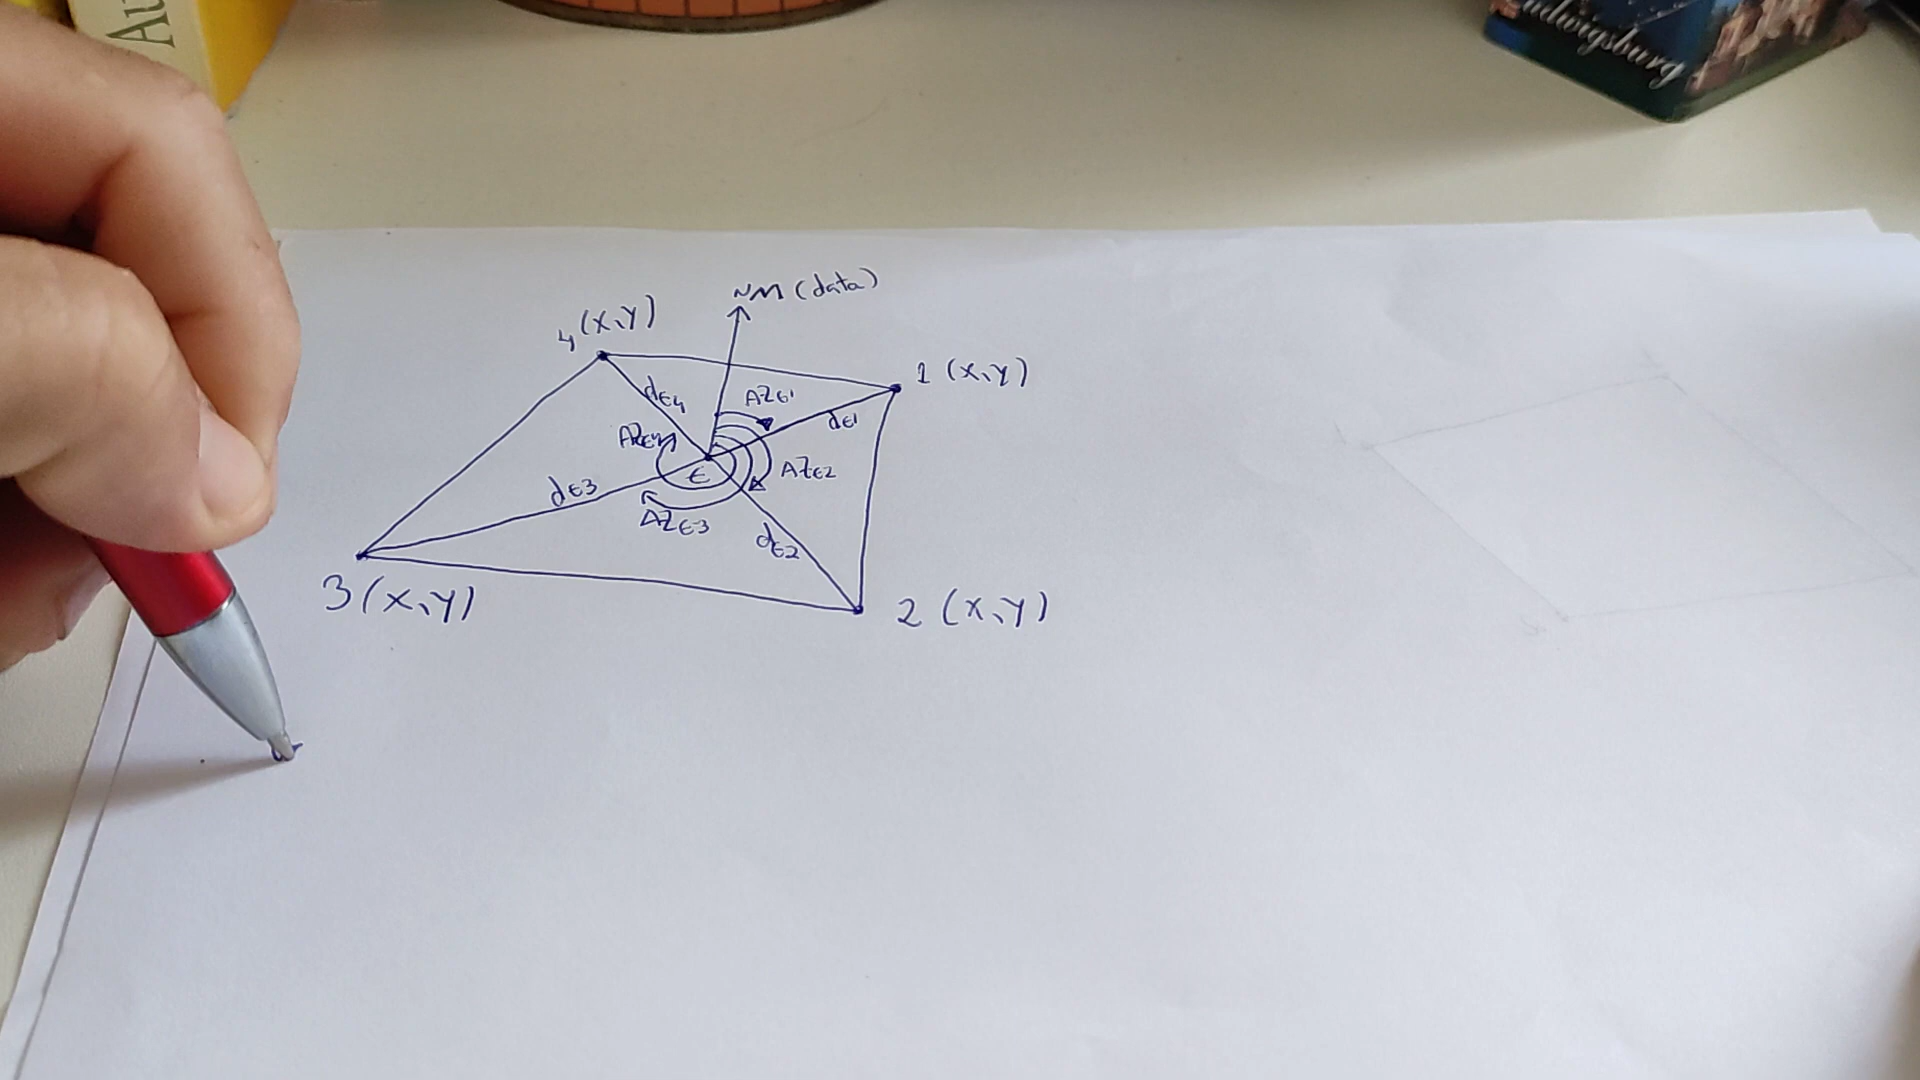 Au
udwigsburg
NM (data)
4 (x,y)
1 (x,y)
dE4
AZE1
dE1
AZE4
E
AZE2
dE3
AZE3
dE2
3 (x,y)
2 (x,y)